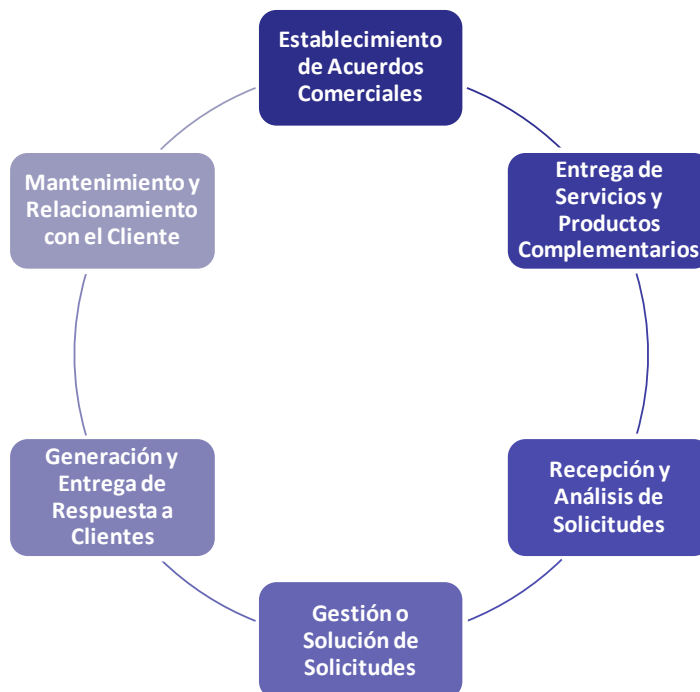 Establecimiento
de Acuerdos
Comerciales
Entrega de
Servicios y
Productos
Complementarios
Recepción y
Análisis de
Solicitudes
Gestión o
Solución de
Solicitudes
Generación y
Entrega de
Respuesta a
Clientes
Mantenimiento y
Relacionamiento
con el Cliente